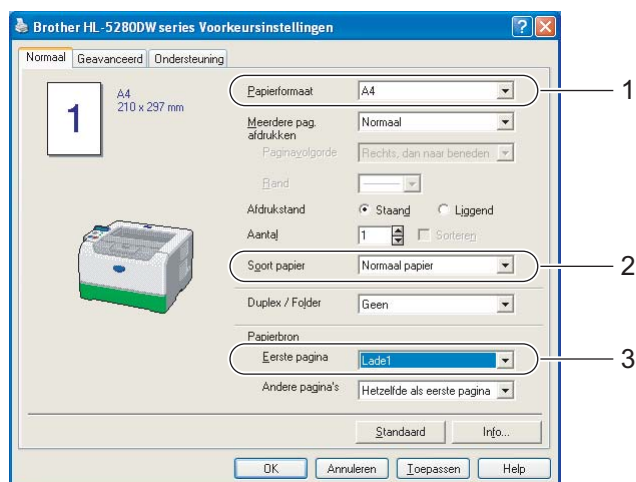 Brother HL-5280DW series Voorkeursinstellingen
Normaal Geavanceerd Ondersteuning
A4
210 x 297 mm
1
Papierformaat A4 1
Meerdere pag. afdrukken Normaal
Paginavolgorde Rechts, dan naar beneden
Rand
Afdrukstand Staand Liggend
Aantal 1 Sorteren
Soort papier Normaal papier 2
Duplex / Folder Geen
Papierbron
Eerste pagina Lade1 3
Andere pagina's Hetzelfde als eerste pagina
Standaard Info...
OK Annuleren Toepassen Help